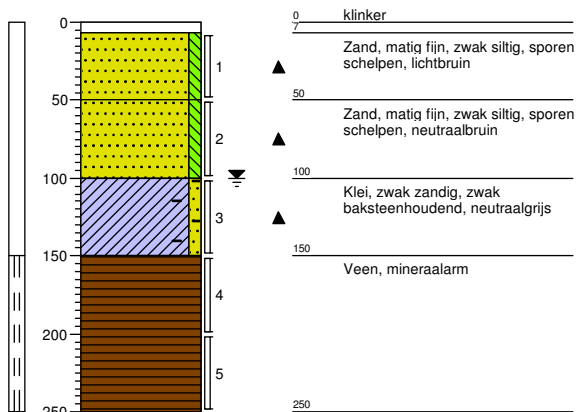 0
50
100
150
200
250
1
2
3
4
5
0
klinker
7
Zand, matig fijn, zwak siltig, sporen
schelpen, lichtbruin
50
Zand, matig fijn, zwak siltig, sporen
schelpen, neutraalbruin
100
Klei, zwak zandig, zwak
baksteenhoudend, neutraalgrijs
150
Veen, mineraalarm
250